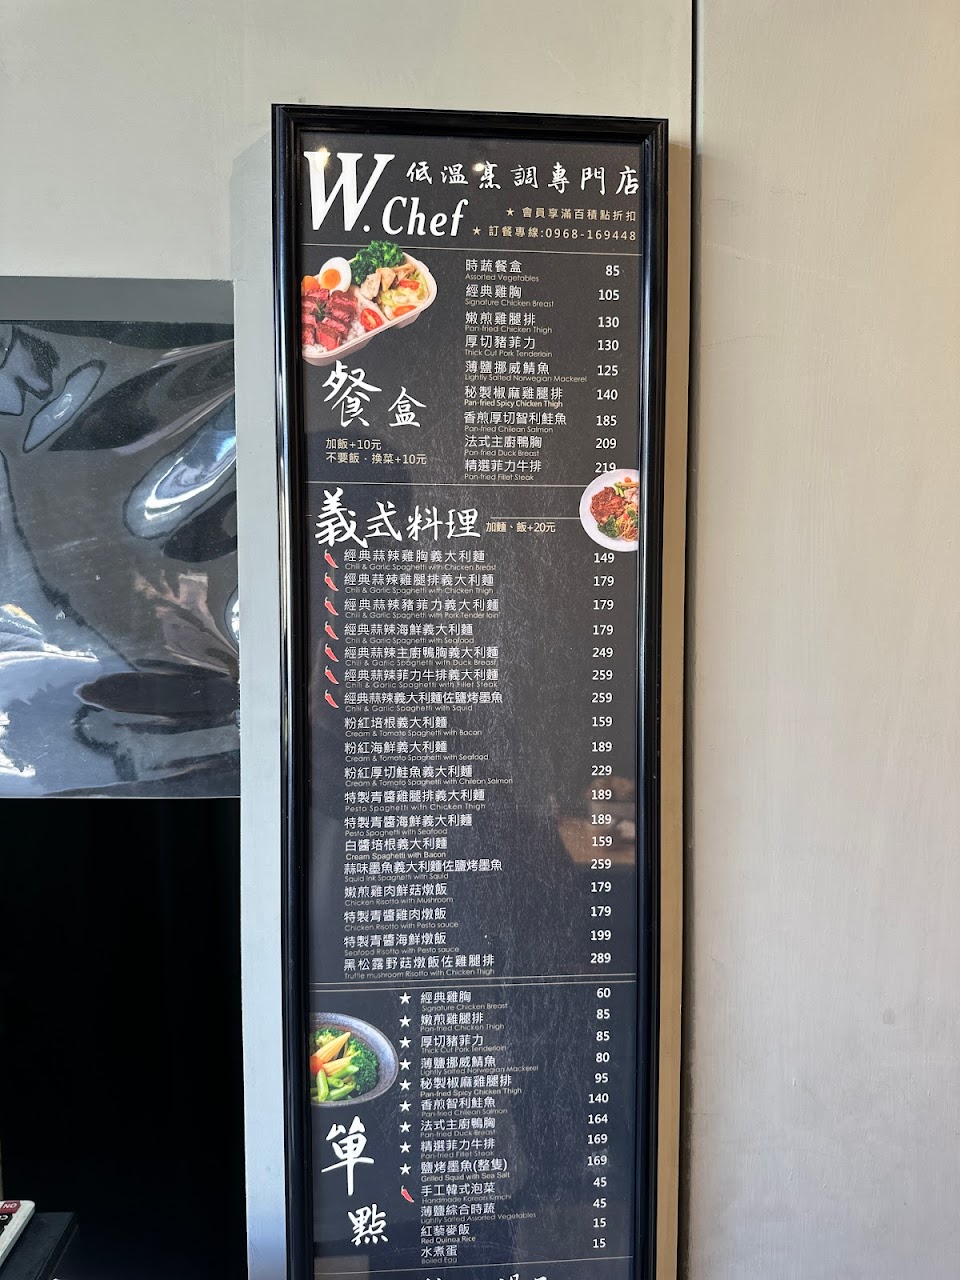 W. Chef 低溫烹調專門店
★ 會員享滿百積點折扣
★ 訂餐專線:0968-169448
餐盒
加飯+10元
不要飯．換菜+10元
時蔬餐盒 85
Assorted Vegetables
經典雞胸 105
Signature Chicken Breast
嫩煎雞腿排 130
Pan-fried Chicken Thigh
厚切豬菲力 130
Thick Cut Pork Tenderloin
薄鹽挪威鯖魚 125
Lightly Salted Norwegian Mackerel
秘製椒麻雞腿排 140
Pan-fried Spicy Chicken Thigh
香煎厚切智利鮭魚 185
Pan-fried Chilean Salmon
法式主廚鴨胸 209
Pan-fried Duck Breast
精選菲力牛排 219
Pan-fried Fillet Steak
義式料理 加麵、飯+20元
經典蒜辣雞胸義大利麵 149
Chili & Garlic Spaghetti with Chicken Breast
經典蒜辣雞腿排義大利麵 179
Chili & Garlic Spaghetti with Chicken Thigh
經典蒜辣豬菲力義大利麵 179
Chili & Garlic Spaghetti with Pork Tender loin
經典蒜辣海鮮義大利麵 179
Chili & Garlic Spaghetti with Seafood
經典蒜辣主廚鴨胸義大利麵 249
Chili & Garlic Spaghetti with Duck Breast
經典蒜辣菲力牛排義大利麵 259
Chili & Garlic Spaghetti with Fillet Steak
經典蒜辣義大利麵佐鹽烤墨魚 259
Chili & Garlic Spaghetti with Squid
粉紅培根義大利麵 159
Cream & Tomato Spaghetti with Bacon
粉紅海鮮義大利麵 189
Cream & Tomato Spaghetti with Seafood
粉紅厚切鮭魚義大利麵 229
Cream & Tomato Spaghetti with Chilean Salmon
特製青醬雞腿排義大利麵 189
Pesto Spaghetti with Chicken Thigh
特製青醬海鮮義大利麵 189
Pesto Spaghetti with Seafood
白醬培根義大利麵 159
Cream Spaghetti with Bacon
蒜味墨魚義大利麵佐鹽烤墨魚 259
Squid Ink Spaghetti with Squid
嫩煎雞肉鮮菇燉飯 179
Chicken Risotto with Mushroom
特製青醬雞肉燉飯 179
Chicken Risotto with Pesto sauce
特製青醬海鮮燉飯 199
Seafood Risotto with Pesto sauce
黑松露野菇燉飯佐雞腿排 289
Truffle mushroom Risotto with Chicken Thigh
單點
★ 經典雞胸 60
Signature Chicken Breast
★ 嫩煎雞腿排 85
Pan-fried Chicken Thigh
★ 厚切豬菲力 85
Thick Cut Pork Tenderloin
★ 薄鹽挪威鯖魚 80
Lightly Salted Norwegian Mackerel
★ 秘製椒麻雞腿排 95
Pan-fried Spicy Chicken Thigh
★ 香煎智利鮭魚 140
Pan-fried Chilean Salmon
★ 法式主廚鴨胸 164
Pan-fried Duck Breast
★ 精選菲力牛排 169
Pan-fried Fillet Steak
★ 鹽烤墨魚(整隻) 169
Grilled Squid with Sea Salt
手工韓式泡菜 45
Handmade Korean Kimchi
薄鹽綜合時蔬 45
Lightly Salted Assorted Vegetables
紅藜麥飯 15
Red Quinoa Rice
水煮蛋 15
Boiled Egg